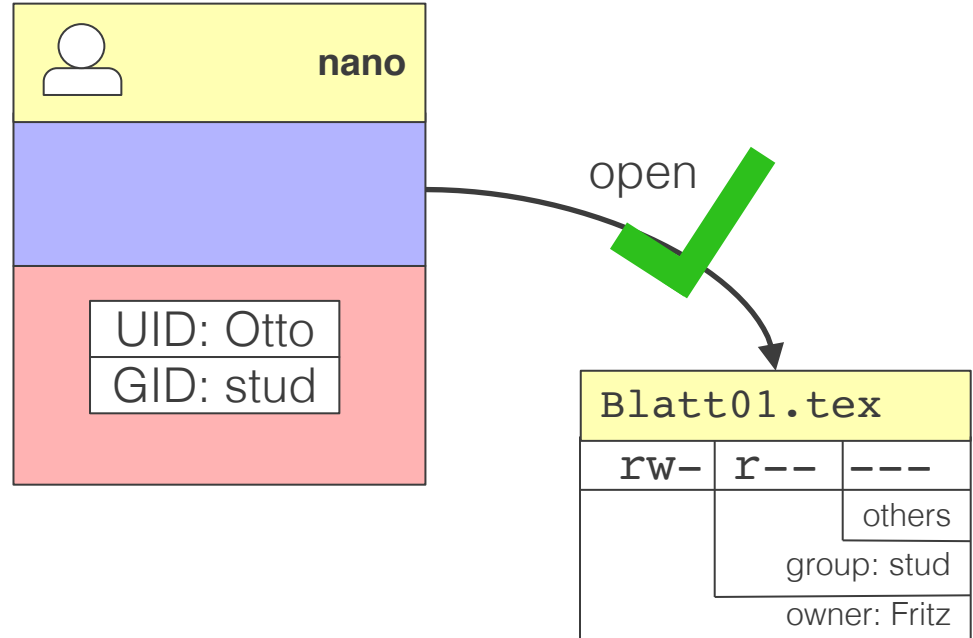 nano
open
UID: Otto
GID: stud
Blatt01.tex
rw- r-- ---
others
group: stud
owner: Fritz